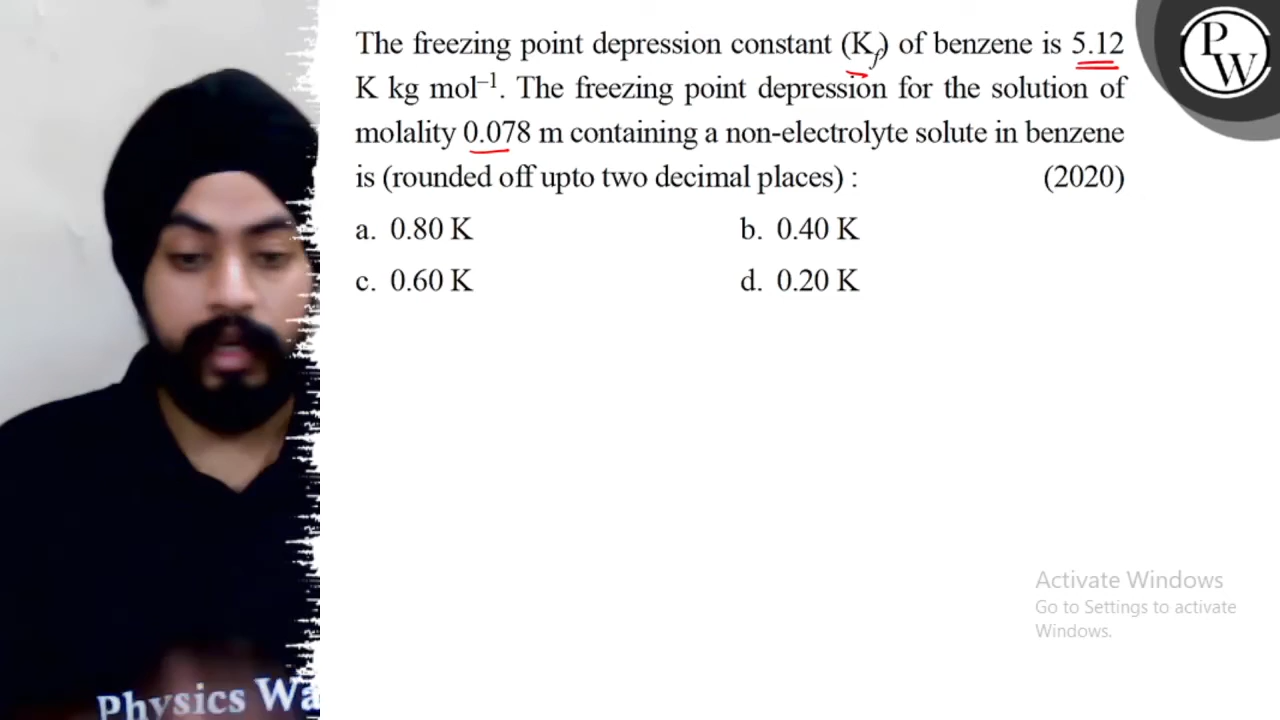 The freezing point depression constant (K_f) of benzene is 5.12
K kg mol⁻¹. The freezing point depression for the solution of
molality 0.078 m containing a non-electrolyte solute in benzene
is (rounded off upto two decimal places) : (2020)
a. 0.80 K b. 0.40 K
c. 0.60 K d. 0.20 K
P
W
Activate Windows
Go to Settings to activate
Windows.
Physics Wa